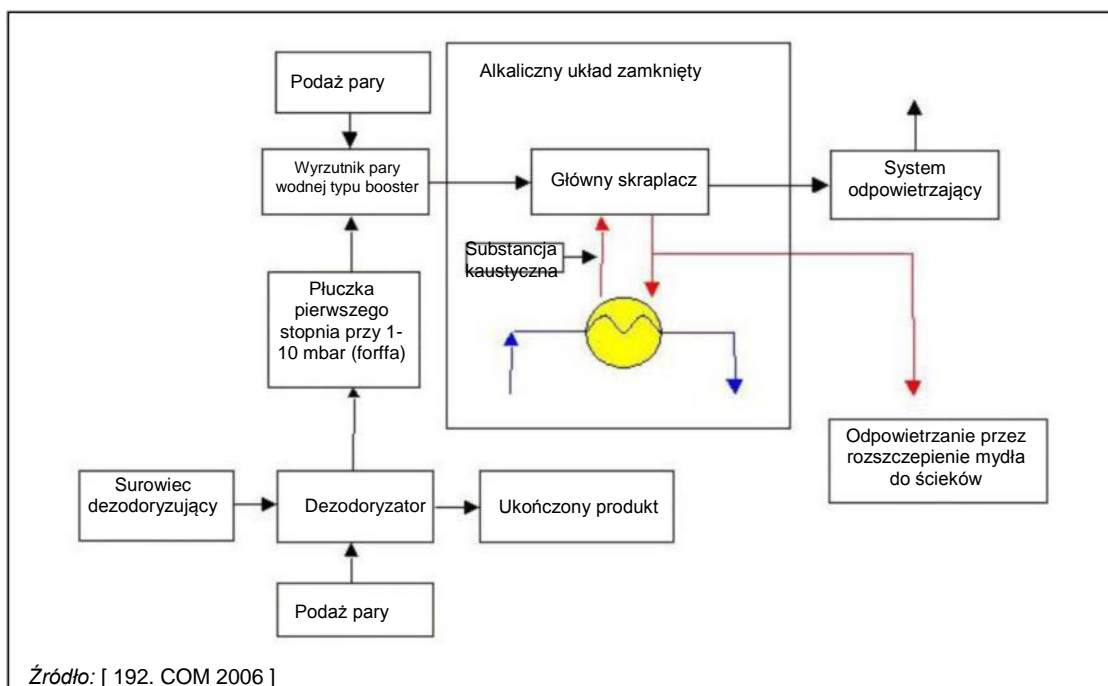 Podaż pary
Alkaliczny układ zamknięty
Wyrzutnik pary
wodnej typu booster
Główny skraplacz
System
odpowietrzający
Substancja
kaustyczna
Płuczka
pierwszego
stopnia przy 1-
10 mbar (forffa)
Odpowietrzanie przez
rozszczepienie mydła
do ścieków
Surowiec
dezodoryzujący
Dezodoryzator
Ukończony produkt
Podaż pary
Źródło: [ 192. COM 2006 ]